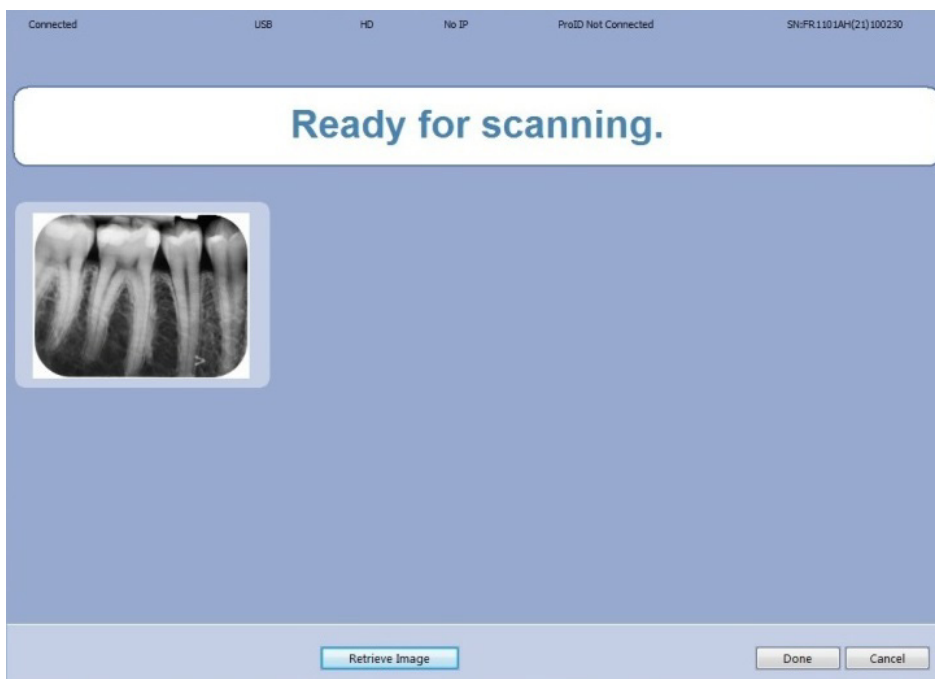 Connected USB HD No IP ProID Not Connected SN:FR1101AH(21)100230
Ready for scanning.
Retrieve Image Done Cancel